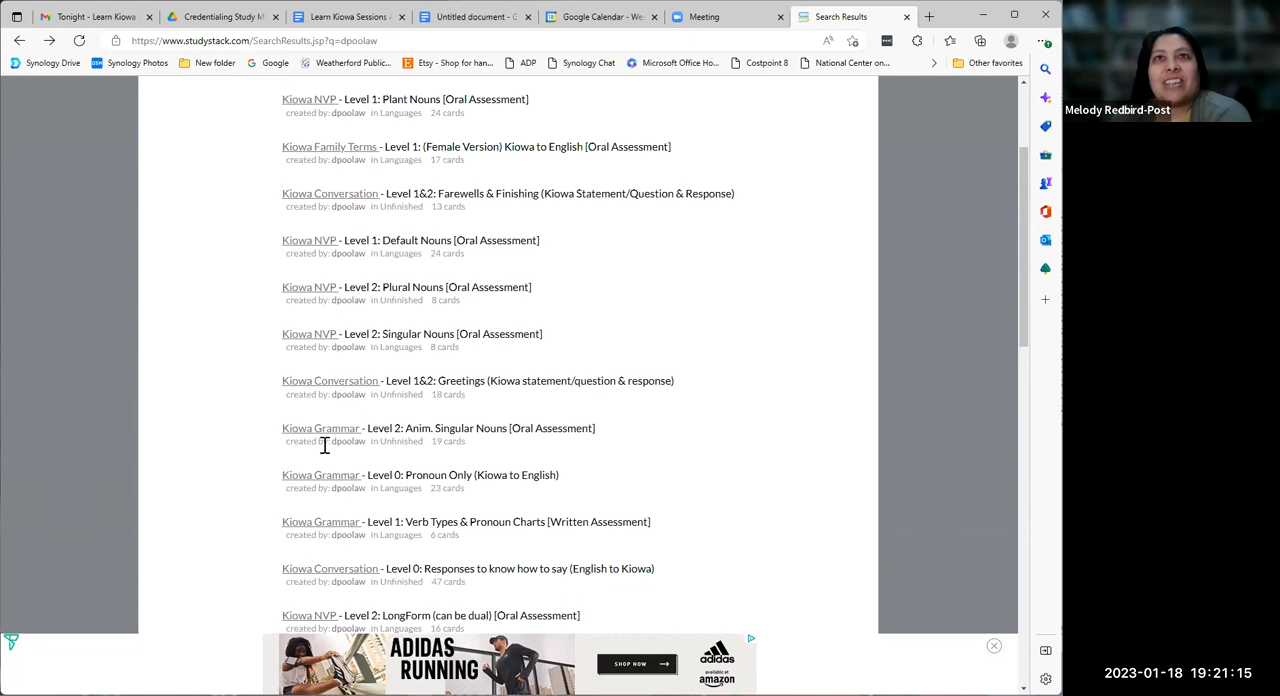 Tonight - Learn Kiowa
Credentialing Study M
Learn Kiowa Sessions
Untitled document - G
Google Calendar - We
Meeting
Search Results
https://www.studystack.com/SearchResults.jsp?q=dpoolaw
Synology Drive
Synology Photos
New folder
Google
Weatherford Public...
Etsy - Shop for han...
ADP
Synology Chat
Microsoft Office Ho...
Costpoint 8
National Center on...
Other favorites
Melody Redbird-Post
Kiowa NVP - Level 1: Plant Nouns [Oral Assessment]
created by: dpoolaw in Languages 24 cards
Kiowa Family Terms - Level 1: (Female Version) Kiowa to English [Oral Assessment]
created by: dpoolaw in Languages 17 cards
Kiowa Conversation - Level 1&2: Farewells & Finishing (Kiowa Statement/Question & Response)
created by: dpoolaw in Unfinished 13 cards
Kiowa NVP - Level 1: Default Nouns [Oral Assessment]
created by: dpoolaw in Languages 24 cards
Kiowa NVP - Level 2: Plural Nouns [Oral Assessment]
created by: dpoolaw in Unfinished 8 cards
Kiowa NVP - Level 2: Singular Nouns [Oral Assessment]
created by: dpoolaw in Languages 8 cards
Kiowa Conversation - Level 1&2: Greetings (Kiowa statement/question & response)
created by: dpoolaw in Unfinished 18 cards
Kiowa Grammar - Level 2: Anim. Singular Nouns [Oral Assessment]
created by: dpoolaw in Unfinished 19 cards
Kiowa Grammar - Level 0: Pronoun Only (Kiowa to English)
created by: dpoolaw in Languages 23 cards
Kiowa Grammar - Level 1: Verb Types & Pronoun Charts [Written Assessment]
created by: dpoolaw in Languages 6 cards
Kiowa Conversation - Level 0: Responses to know how to say (English to Kiowa)
created by: dpoolaw in Unfinished 47 cards
Kiowa NVP - Level 2: LongForm (can be dual) [Oral Assessment]
created by: dpoolaw in Languages 16 cards
ADIDAS
RUNNING
SHOP NOW
adidas
available at
amazon
2023-01-18 19:21:15